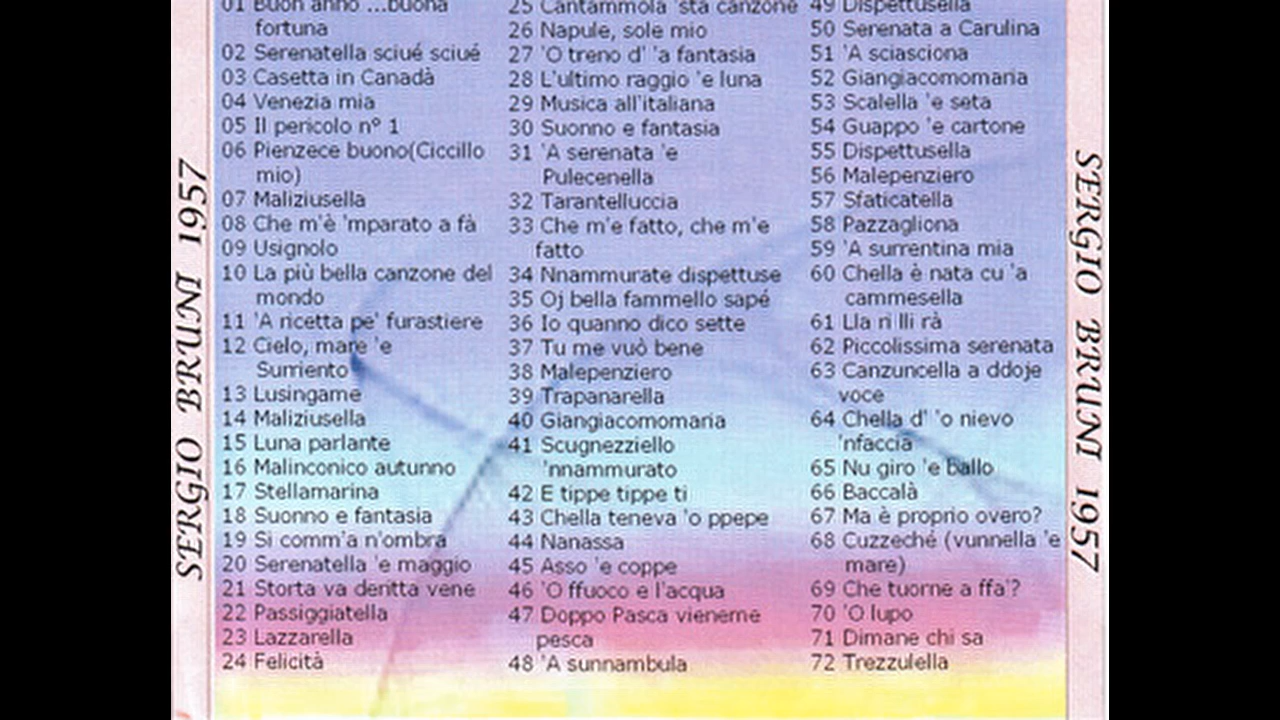 SERGIO BRUNI 1957
01 Buon anno ...buona
fortuna
02 Serenatella sciué sciué
03 Casetta in Canadà
04 Venezia mia
05 Il pericolo n° 1
06 Pienzece buono(Ciccillo
mio)
07 Maliziusella
08 Che m'è 'mparato a fà
09 Usignolo
10 La più bella canzone del
mondo
11 'A ricetta pe' furastiere
12 Cielo, mare 'e
Surriento
13 Lusingame
14 Maliziusella
15 Luna parlante
16 Malinconico autunno
17 Stellamarina
18 Suonno e fantasia
19 Si comm'a n'ombra
20 Serenatella 'e maggio
21 Storta va deritta vene
22 Passiggiatella
23 Lazzarella
24 Felicità
25 Cantammola 'sta canzone
26 Napule, sole mio
27 'O treno d' 'a fantasia
28 L'ultimo raggio 'e luna
29 Musica all'italiana
30 Suonno e fantasia
31 'A serenata 'e
Pulecenella
32 Tarantelluccia
33 Che m'e fatto, che m'e
fatto
34 Nnammurate dispettuse
35 Oj bella fammello sapé
36 Io quanno dico sette
37 Tu me vuò bene
38 Malepenziero
39 Trapanarella
40 Giangiacomomaria
41 Scugnezziello
'nnammurato
42 E tippe tippe ti
43 Chella teneva 'o ppepe
44 Nanassa
45 Asso 'e coppe
46 'O ffuoco e l'acqua
47 Doppo Pasca vieneme
pesca
48 'A sunnambula
49 Dispettusella
50 Serenata a Carulina
51 'A sciasciona
52 Giangiacomomaria
53 Scalella 'e seta
54 Guappo 'e cartone
55 Dispettusella
56 Malepenziero
57 Sfaticatella
58 Pazzagliona
59 'A surrentina mia
60 Chella è nata cu 'a
cammesella
61 Lla ri lli rà
62 Piccolissima serenata
63 Canzuncella a ddoje
voce
64 Chella d' 'o nievo
'nfaccia
65 Nu giro 'e ballo
66 Baccalà
67 Ma è proprio overo?
68 Cuzzeché (vunnella 'e
mare)
69 Che tuorne a ffa'?
70 'O lupo
71 Dimane chi sa
72 Trezzulella
SERGIO BRUNI 1957